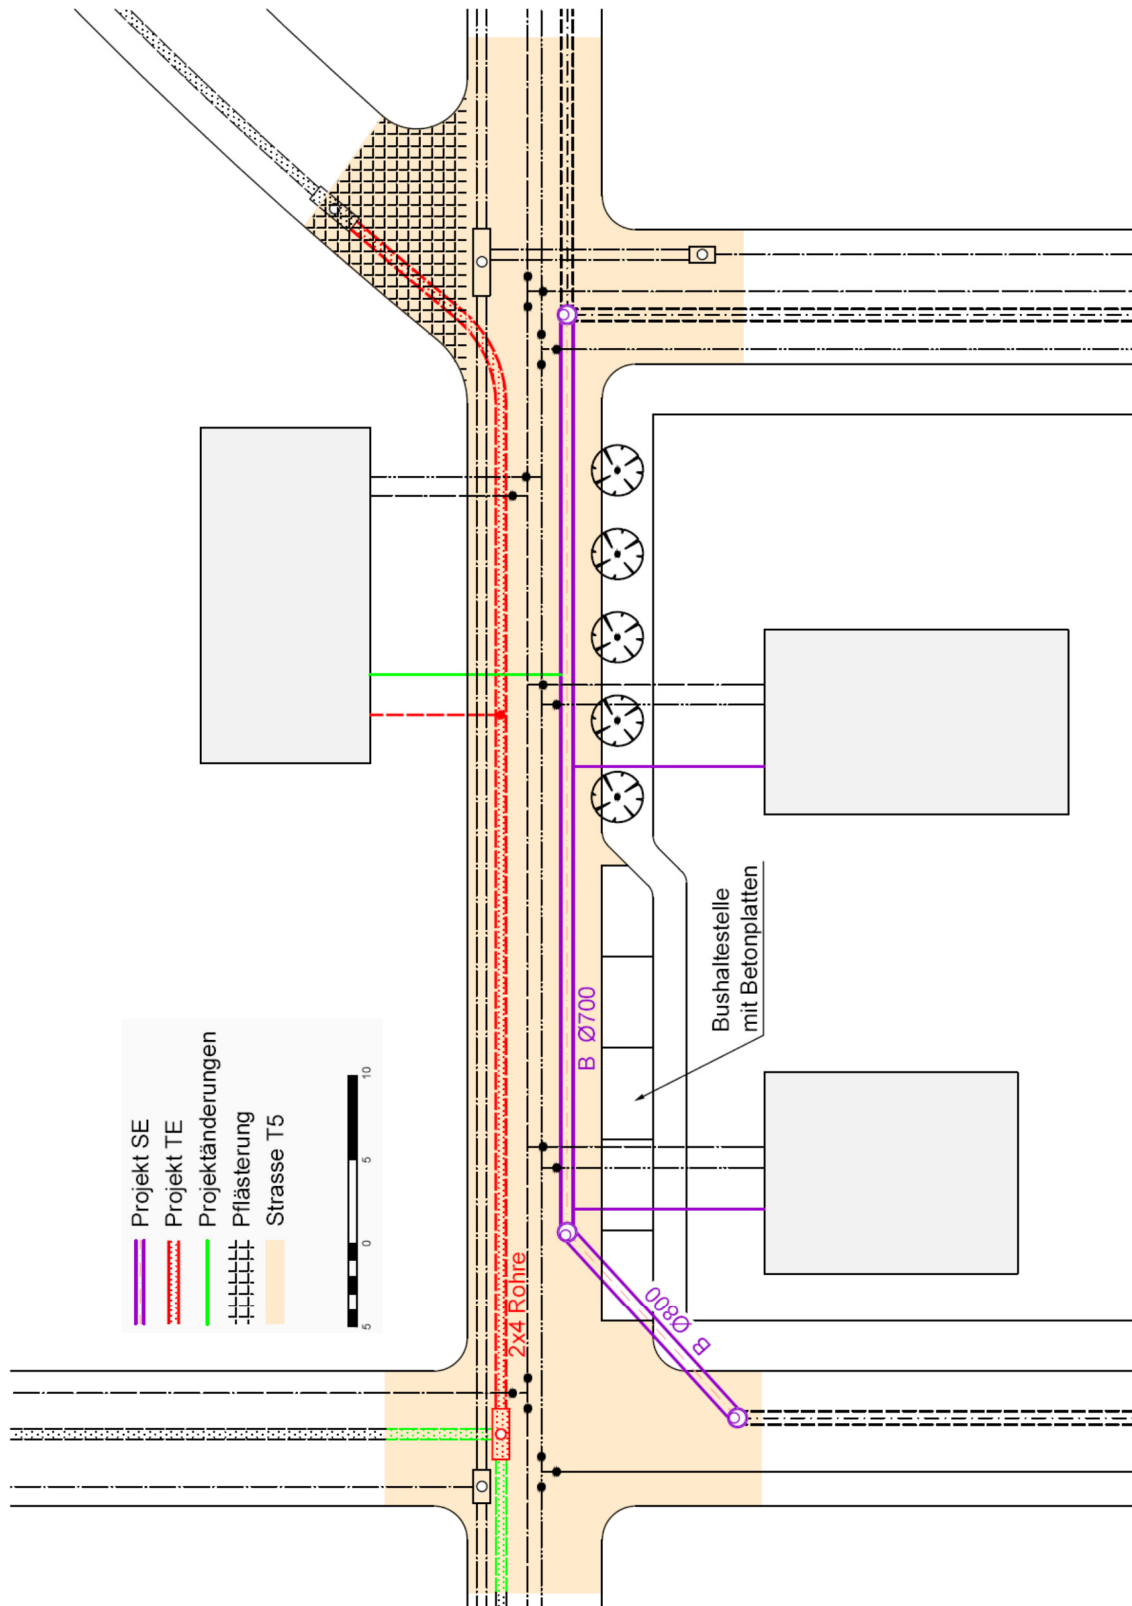 Projekt SE
Projekt TE
Projektänderungen
Pflästerung
Strasse T5
5
0
5
10
2x4 Rohre
B Ø700
B Ø800
Bushaltestelle
mit Betonplatten